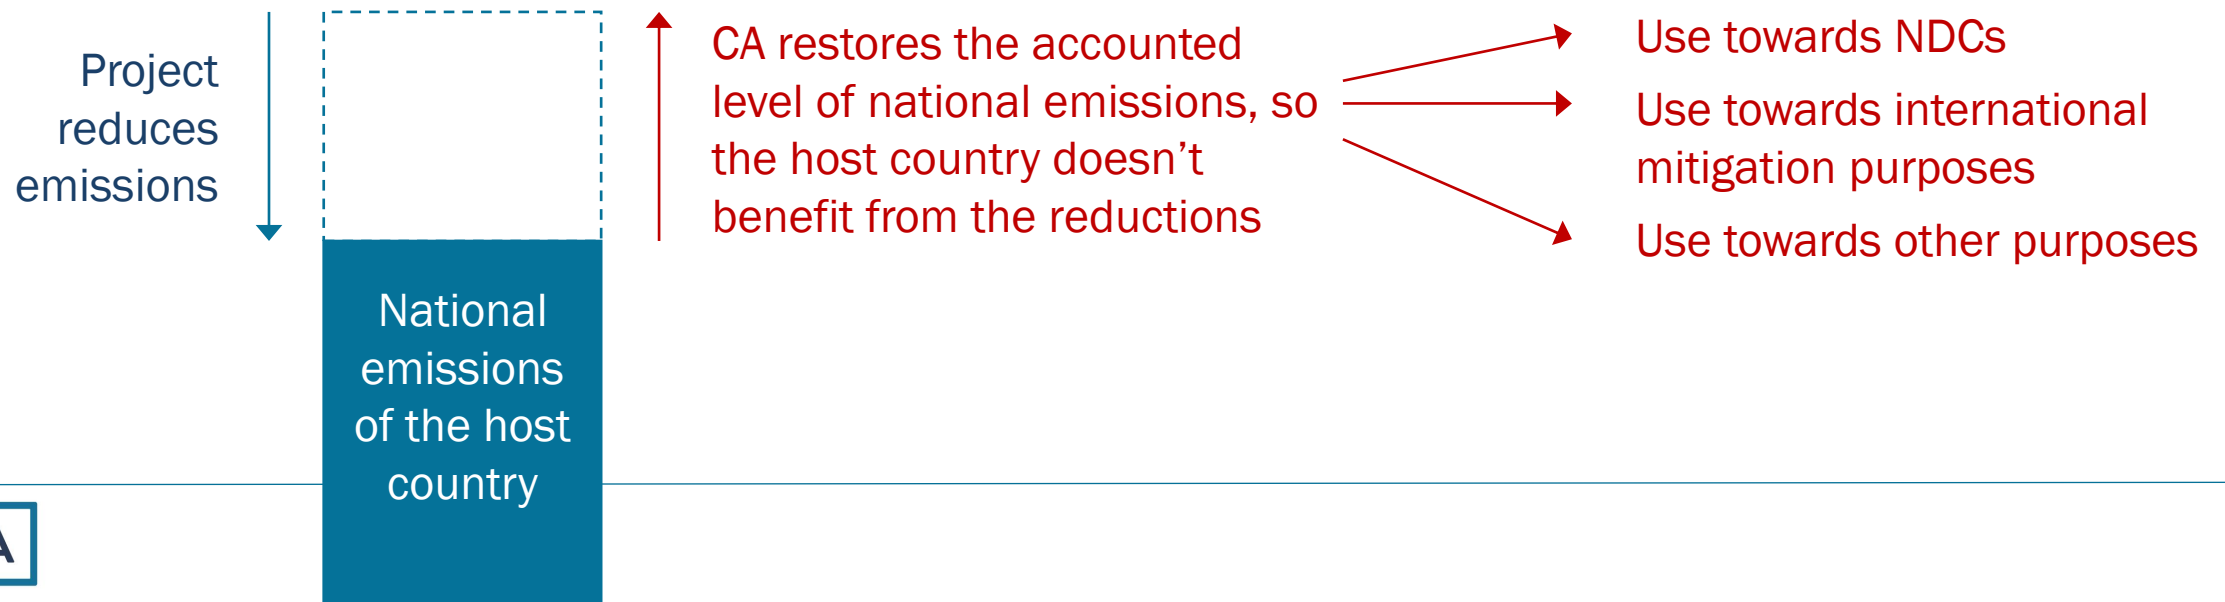 Project
reduces
emissions
CA restores the accounted
level of national emissions, so
the host country doesn't
benefit from the reductions
Use towards NDCs
Use towards international
mitigation purposes
Use towards other purposes
National
emissions
of the host
country
A